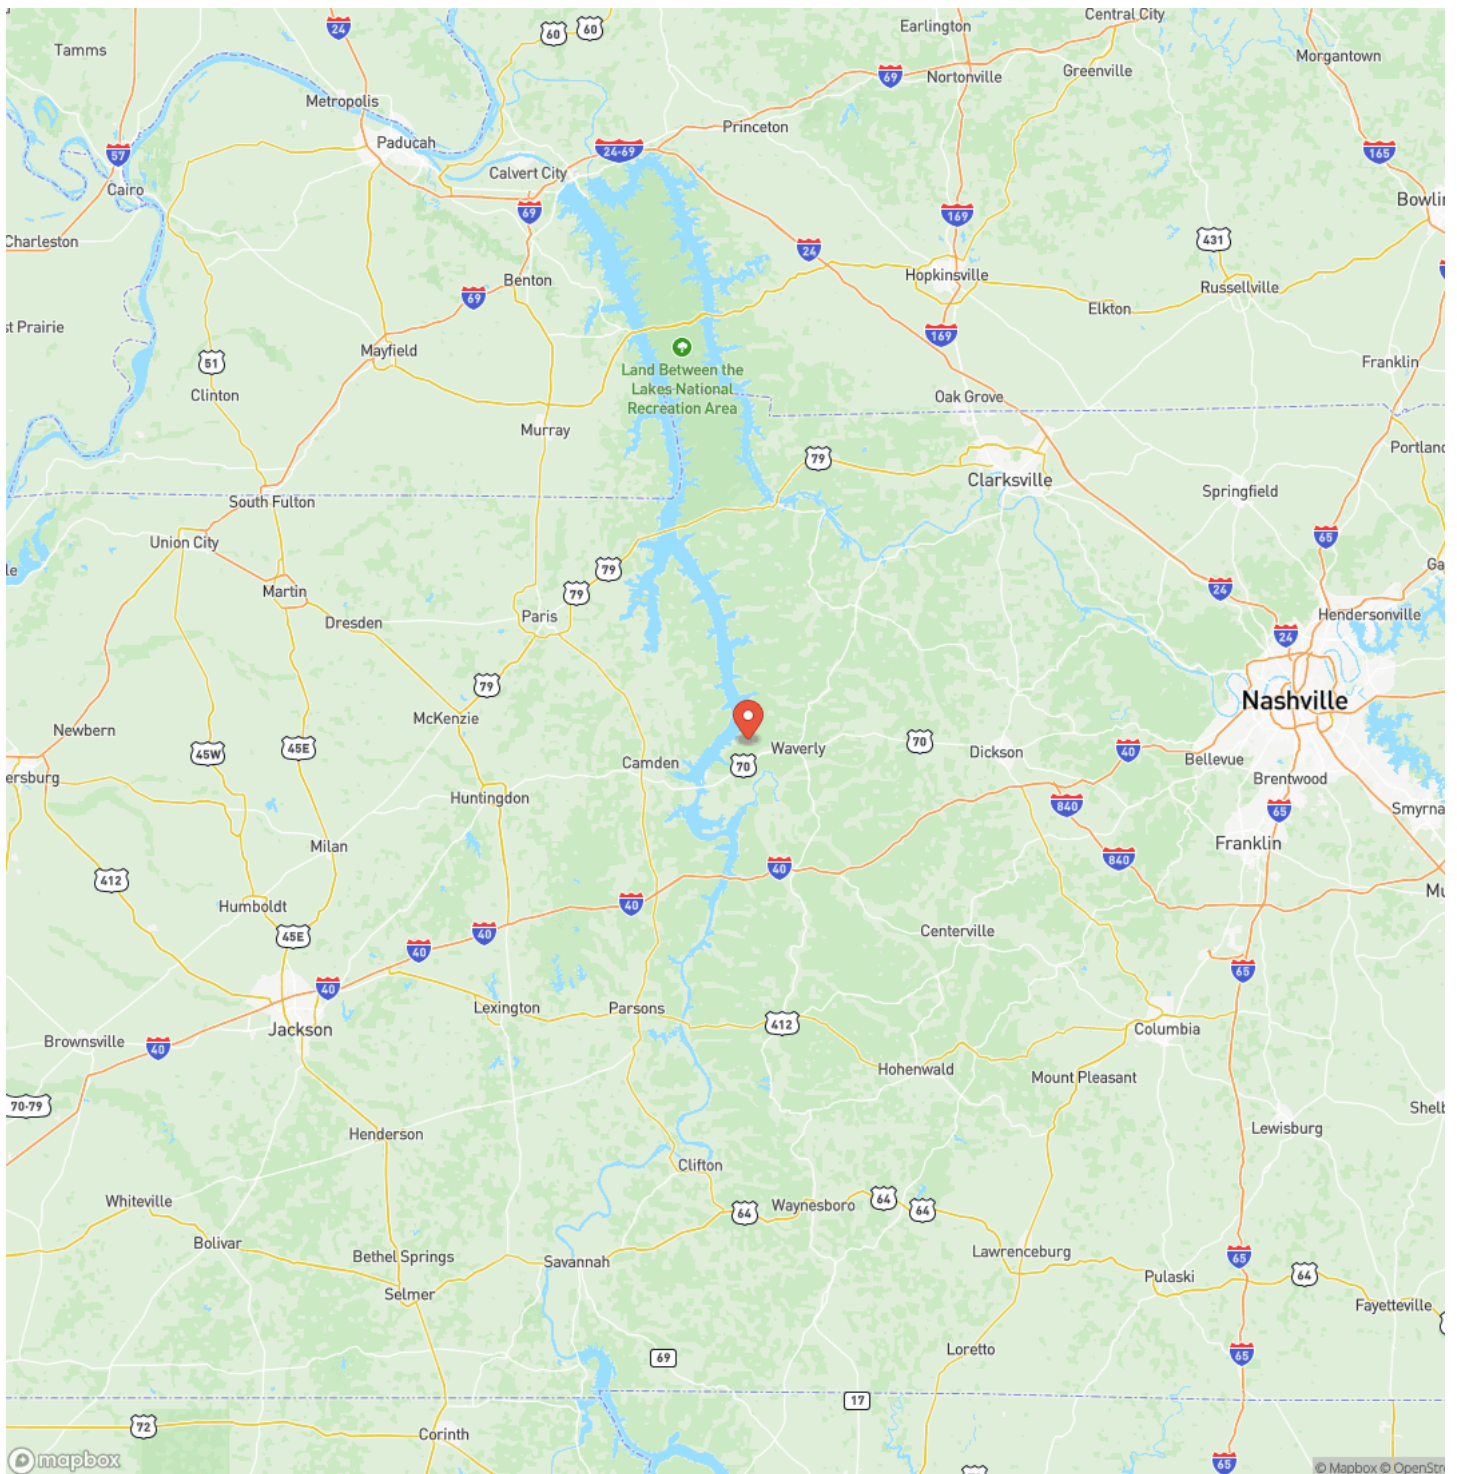 Central City
24
60
60
Earlington
Tamms
Morgantown
69
Nortonville
Greenville
Metropolis
Princeton
Paducah
57
24-69
165
Calvert City
Cairo
Bowli
69
169
Charleston
431
24
Hopkinsville
Benton
Russellville
69
Elkton
st Prairie
169
Mayfield
51
Franklin
Land Between the
Lakes National
Recreation Area
Clinton
Oak Grove
Murray
Portland
79
Clarksville
Springfield
South Fulton
65
Union City
Ga
le
79
24
Martin
79
Paris
Hendersonville
Dresden
24
79
Nashville
McKenzie
Newbern
45W
45E
70
Waverly
Dickson
40
Camden
70
Bellevue
ersburg
Brentwood
Huntingdon
840
65
Smyrna
Milan
Franklin
840
40
412
Mu
Humboldt
40
45E
40
Centerville
40
65
40
Lexington
Parsons
Jackson
412
Columbia
Brownsville
40
Hohenwald
Mount Pleasant
70-79
Shelb
Lewisburg
Henderson
Clifton
Whiteville
64
Waynesboro
64
64
Bolivar
Bethel Springs
Savannah
Lawrenceburg
65
Pulaski
64
Selmer
Fayetteville
Loretto
69
65
17
72
Corinth
65
mapbox
© Mapbox © OpenStr